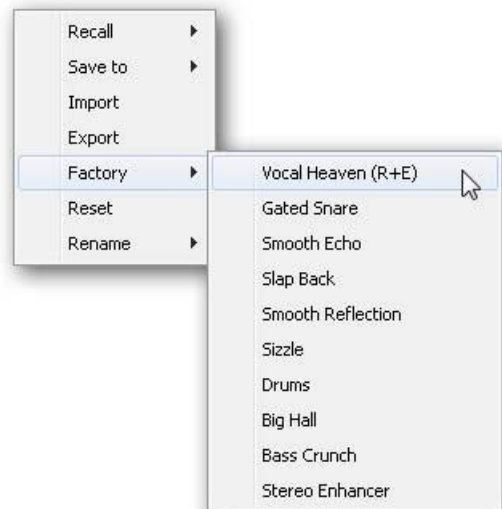 Recall
Save to
Import
Export
Factory
Reset
Rename
Vocal Heaven (R+E)
Gated Snare
Smooth Echo
Slap Back
Smooth Reflection
Sizzle
Drums
Big Hall
Bass Crunch
Stereo Enhancer